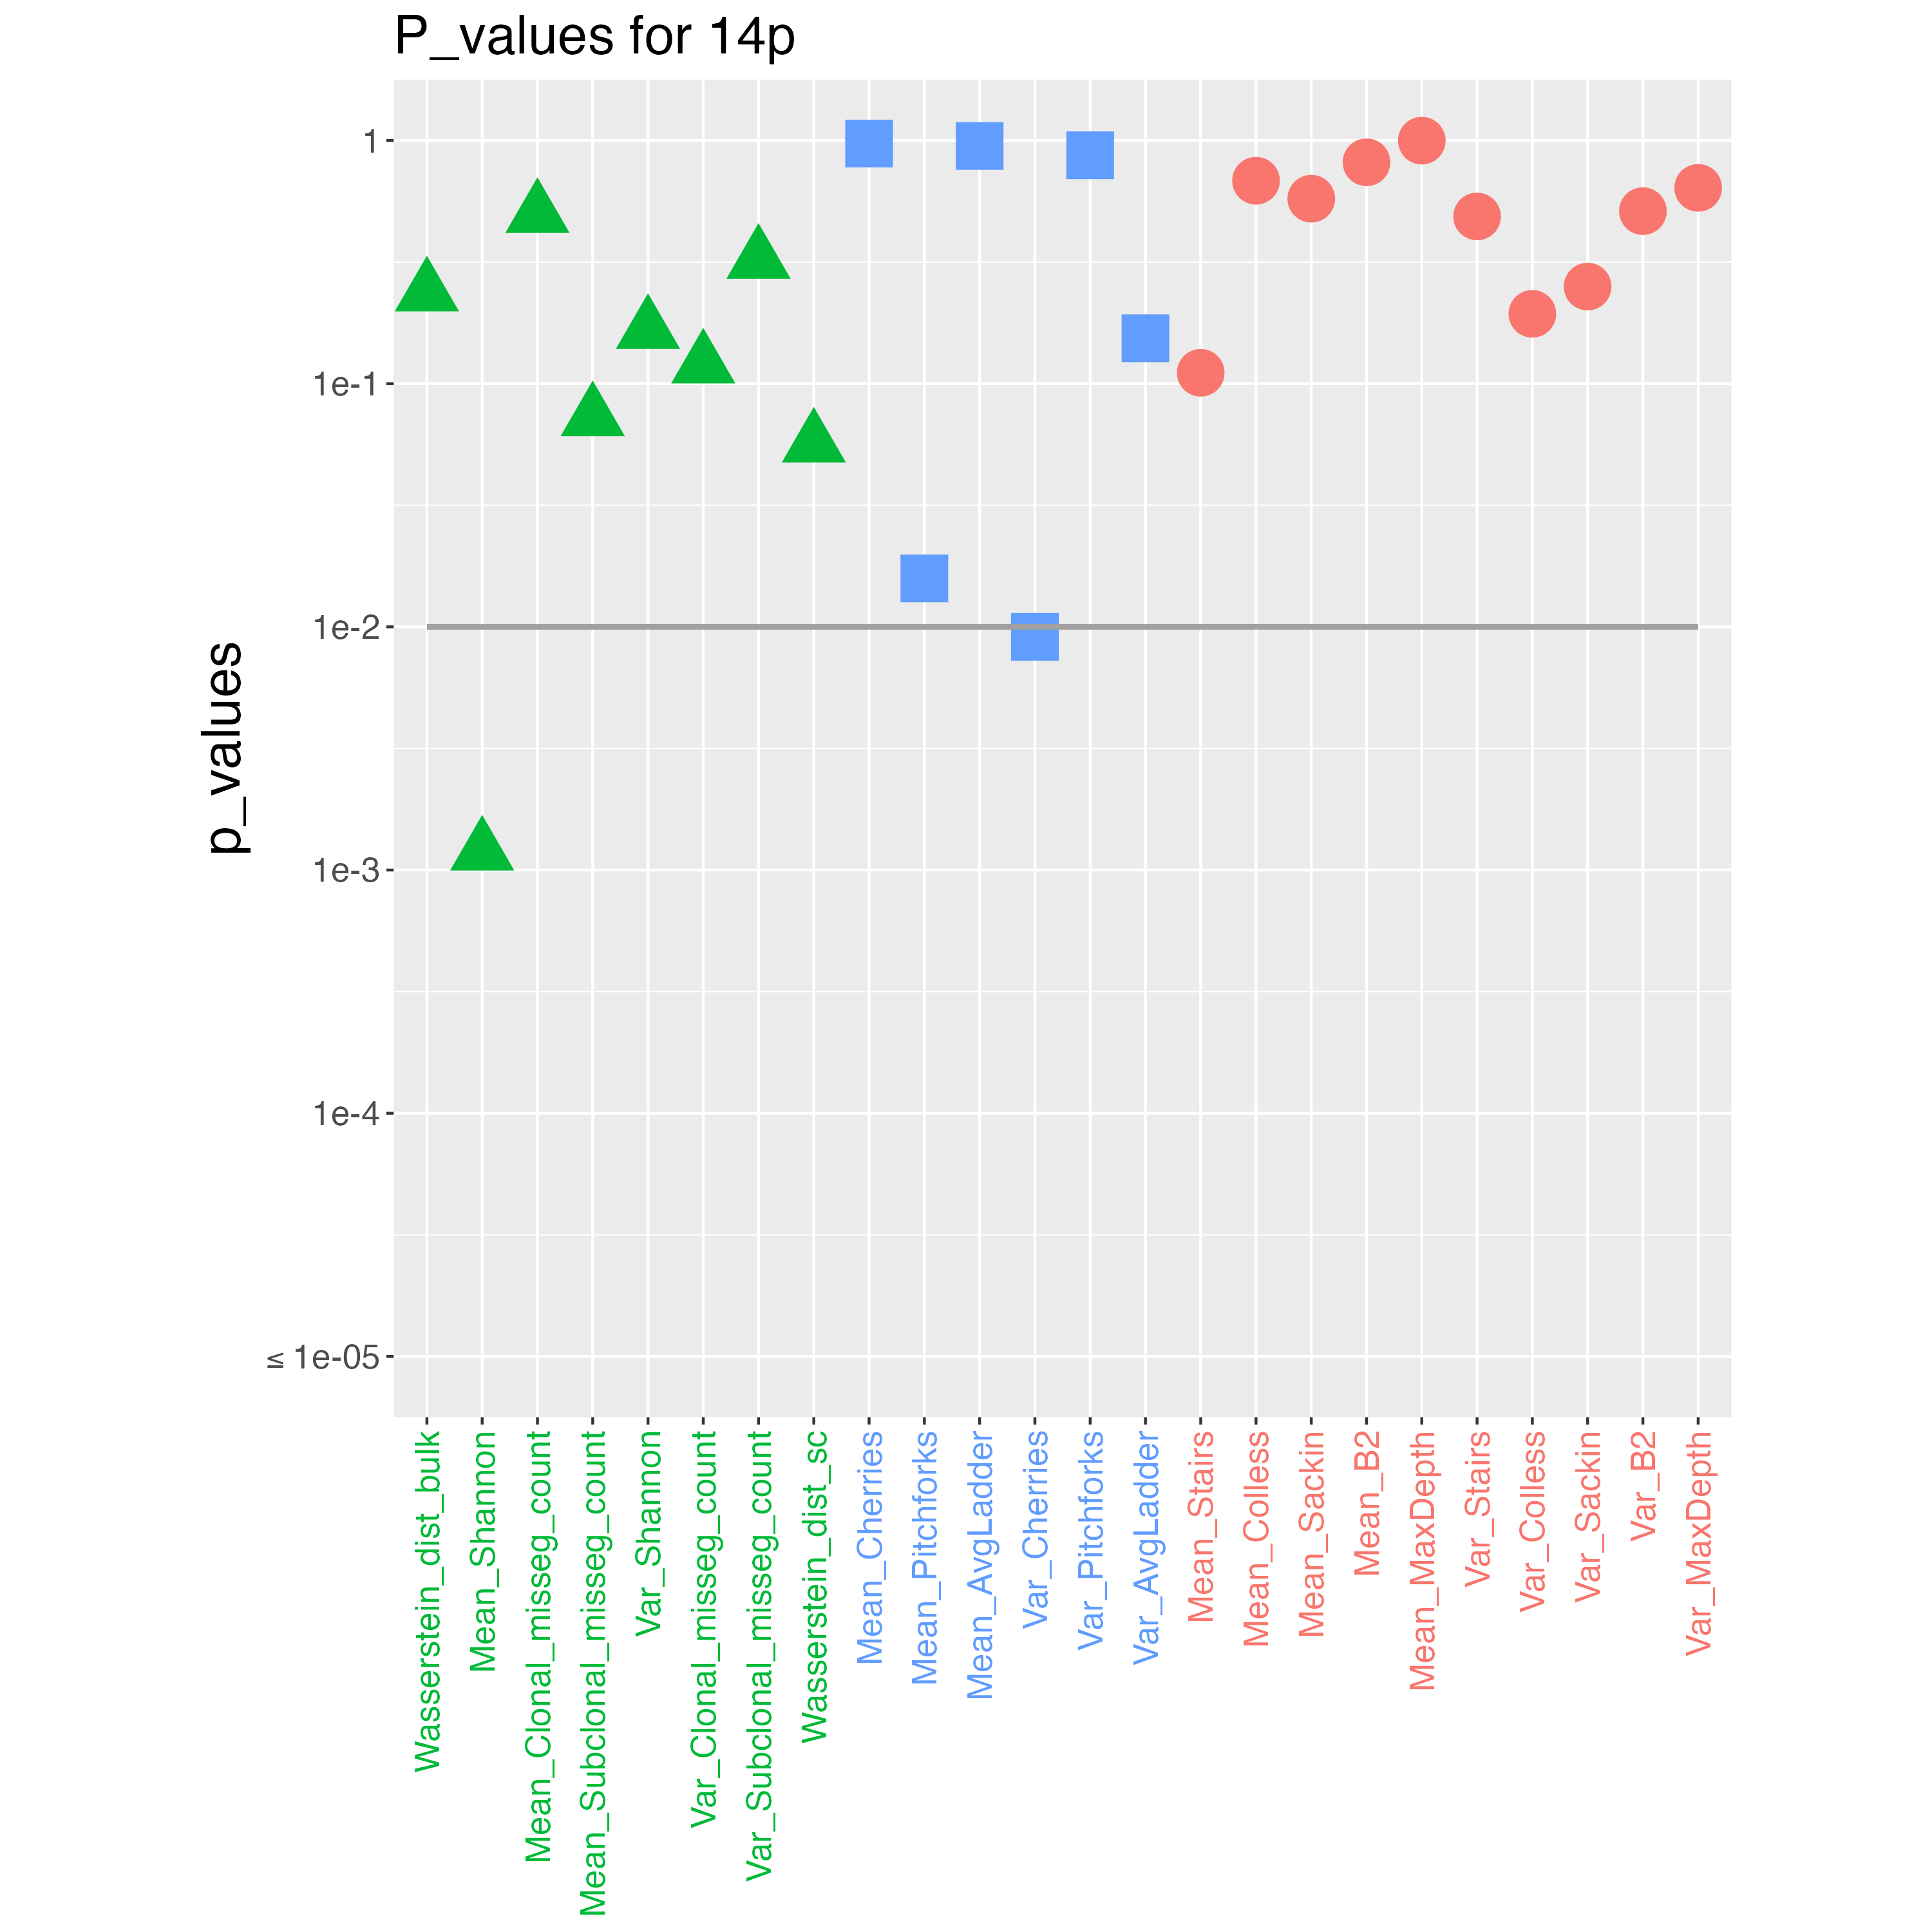 P_values for 14p
p_values
1
1e-1
1e-2
1e-3
1e-4
≤ 1e-05
Wasserstein_dist_bulk
Mean_Shannon
Mean_Clonal_misseg_count
Mean_Subclonal_misseg_count
Var_Shannon
Var_Clonal_misseg_count
Var_Subclonal_misseg_count
Wasserstein_dist_sc
Mean_Cherries
Mean_Pitchforks
Mean_AvgLadder
Var_Cherries
Var_Pitchforks
Var_AvgLadder
Mean_Stairs
Mean_Colless
Mean_Sackin
Mean_B2
Mean_MaxDepth
Var_Stairs
Var_Colless
Var_Sackin
Var_B2
Var_MaxDepth